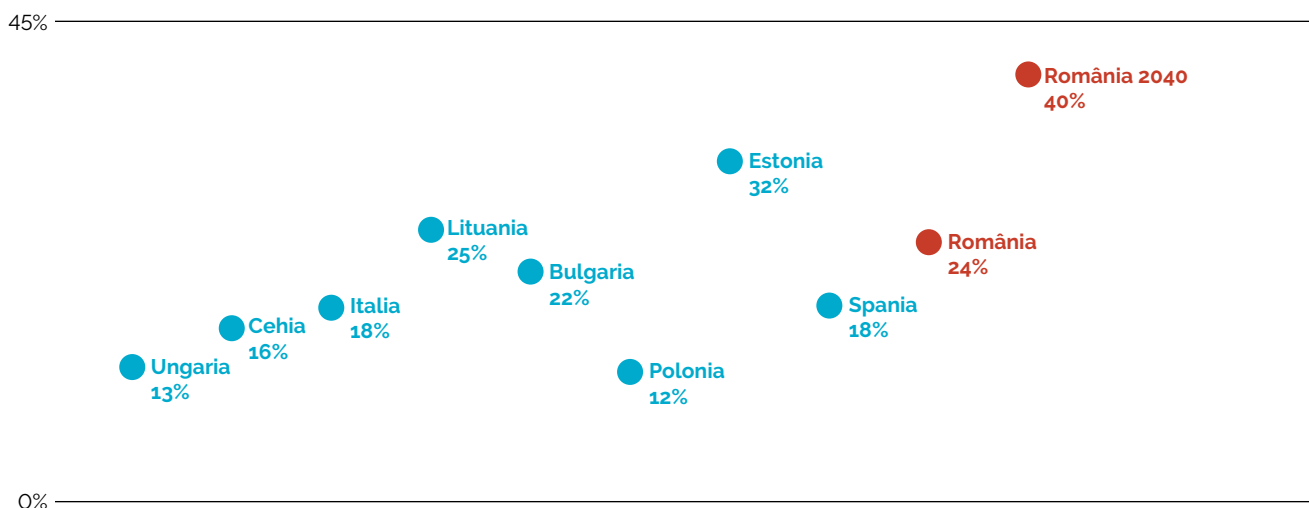 45%
România 2040
40%
Estonia
32%
Lituania
25%
România
24%
Bulgaria
22%
Italia
18%
Spania
18%
Cehia
16%
Ungaria
13%
Polonia
12%
0%